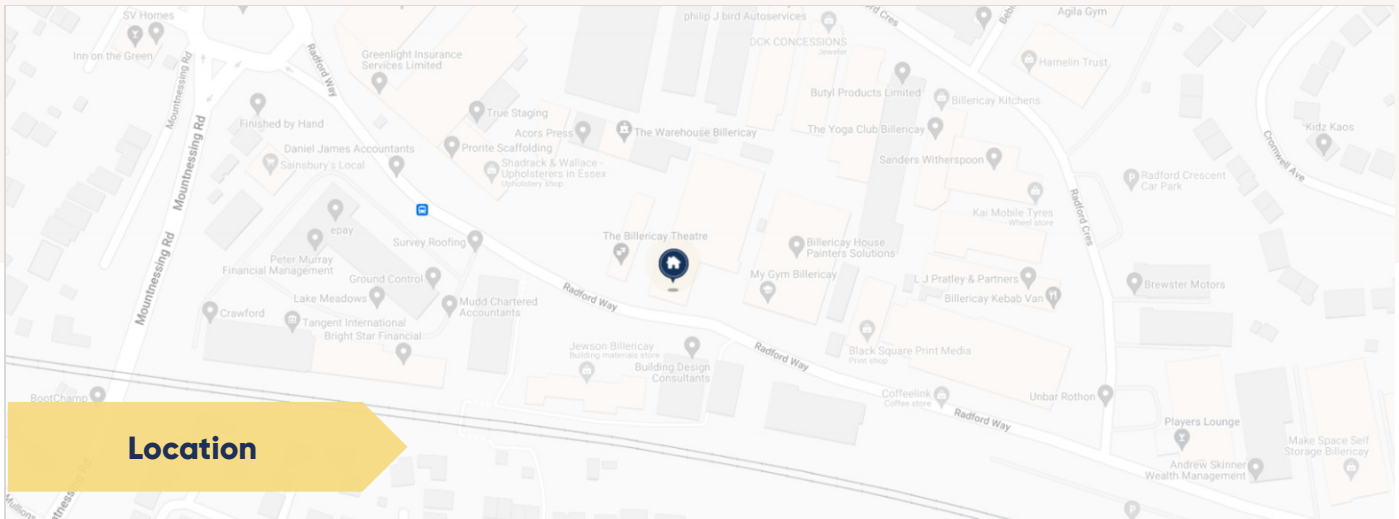 SV Homes
Inn on the Green
Mountnessing Rd
Mountnessing Rd
Mountnessing Rd
Radford Way
Greenlight Insurance
Services Limited
philip J bird Autoservices
DCK CONCESSIONS
Jeweler
rd Cres
Beb
Agila Gym
Hamelin Trust
Finished by Hand
True Staging
Butyl Products Limited
Billericay Kitchens
Daniel James Accountants
Sainsbury's Local
Acors Press
The Warehouse Billericay
The Yoga Club Billericay
Kidz Kaos
Pronte Scaffolding
Shadrack & Wallace -
Upholsterers in Essex
Upholstery shop
Sanders Witherspoon
Cromwell Ave
Radford Crescent
Car Park
epay
Kai Mobile Tyres
Wheel store
Radford Cres
Survey Roofing
The Billericay Theatre
Billericay House
Painters Solutions
Peter Murray
Financial Management
Ground Control
My Gym Billericay
L J Pratley & Partners
Brewster Motors
Lake Meadows
Radford Way
Billericay Kebab Van
Crawford
Mudd Chartered
Accountants
Tangent International
Bright Star Financial
Jewson Billericay
Building materials store
Building Design
Consultants
Radford Way
Black Square Print Media
Print shop
BootChamp
Coffeelink
Coffee store
Unbar Rothon
Radford Way
Players Lounge
Location
Make Space Self
Storage Billericay
Andrew Skinner
Wealth Management
P
P